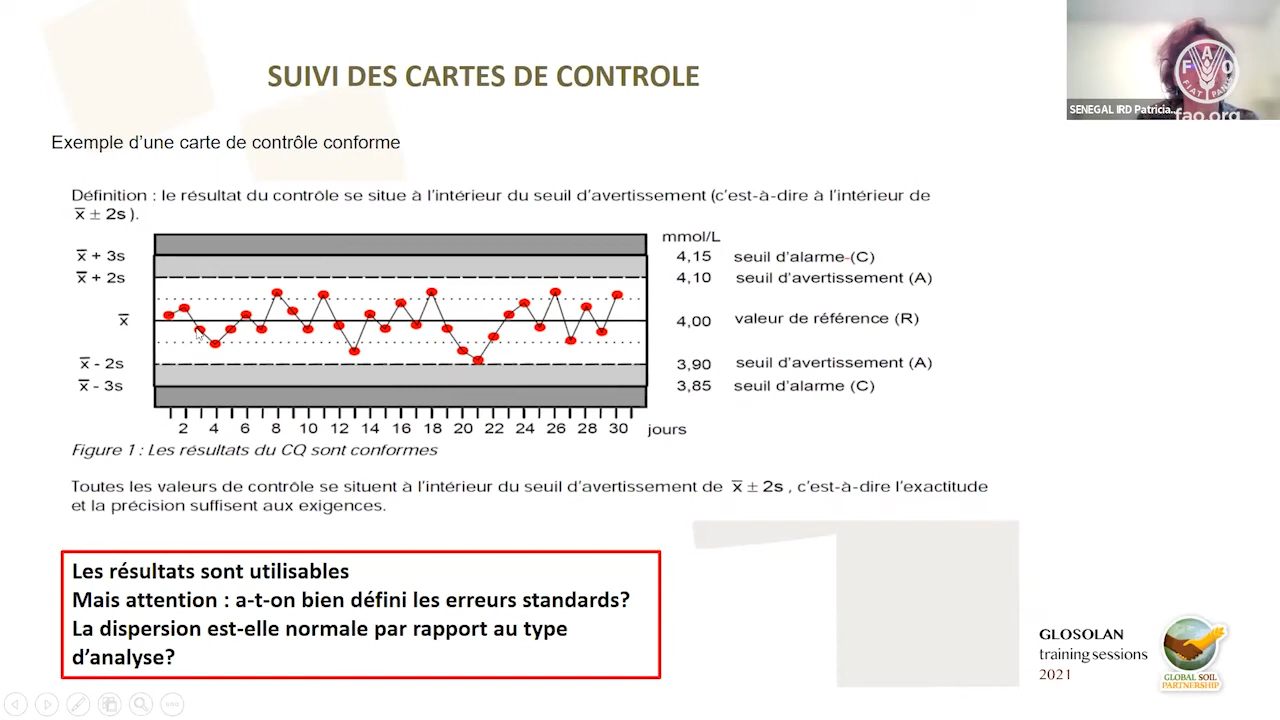 SUIVI DES CARTES DE CONTROLE
FAO
FIAT PANIS
SENEGAL IRD Patricia...
fao.org
Exemple d'une carte de contrôle conforme
Définition : le résultat du contrôle se situe à l'intérieur du seuil d'avertissement (c'est-à-dire à l'intérieur de
x̅ ± 2s ).
mmol/L
x̅ + 3s 4,15 seuil d'alarme-(C)
x̅ + 2s 4,10 seuil d'avertissement (A)
x̅ 4,00 valeur de référence (R)
x̅ - 2s 3,90 seuil d'avertissement (A)
x̅ - 3s 3,85 seuil d'alarme (C)
2 4 6 8 10 12 14 16 18 20 22 24 26 28 30 jours
Figure 1 : Les résultats du CQ sont conformes
Toutes les valeurs de contrôle se situent à l'intérieur du seuil d'avertissement de x̅ ± 2s , c'est-à-dire l'exactitude
et la précision suffisent aux exigences.
Les résultats sont utilisables
Mais attention : a-t-on bien défini les erreurs standards?
La dispersion est-elle normale par rapport au type
d'analyse?
GLOSOLAN
training sessions
2021
GLOBAL SOIL
PARTNERSHIP